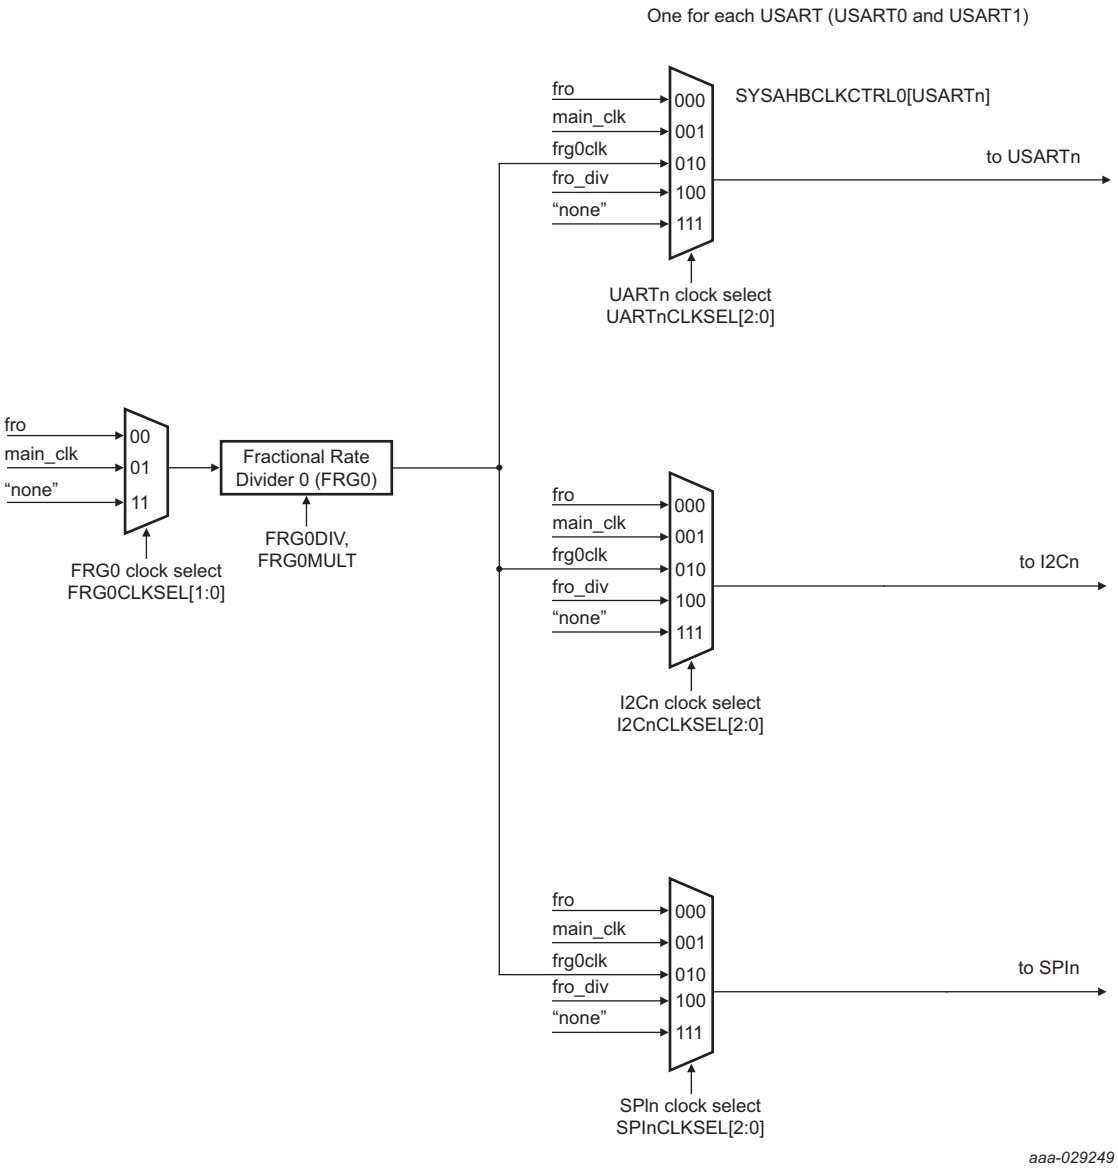 One for each USART (USART0 and USART1)
fro
000
SYSAHBCLKCTRL0[USARTn]
main_clk
001
frg0clk
010
to USARTn
fro_div
100
“none”
111
UARTn clock select
UARTnCLKSEL[2:0]
fro
00
main_clk
01
“none”
11
Fractional Rate
Divider 0 (FRG0)
FRG0DIV,
FRG0MULT
FRG0 clock select
FRG0CLKSEL[1:0]
fro
000
main_clk
001
frg0clk
010
to I2Cn
fro_div
100
“none”
111
I2Cn clock select
I2CnCLKSEL[2:0]
fro
000
main_clk
001
frg0clk
010
to SPIn
fro_div
100
“none”
111
SPIn clock select
SPInCLKSEL[2:0]
aaa-029249